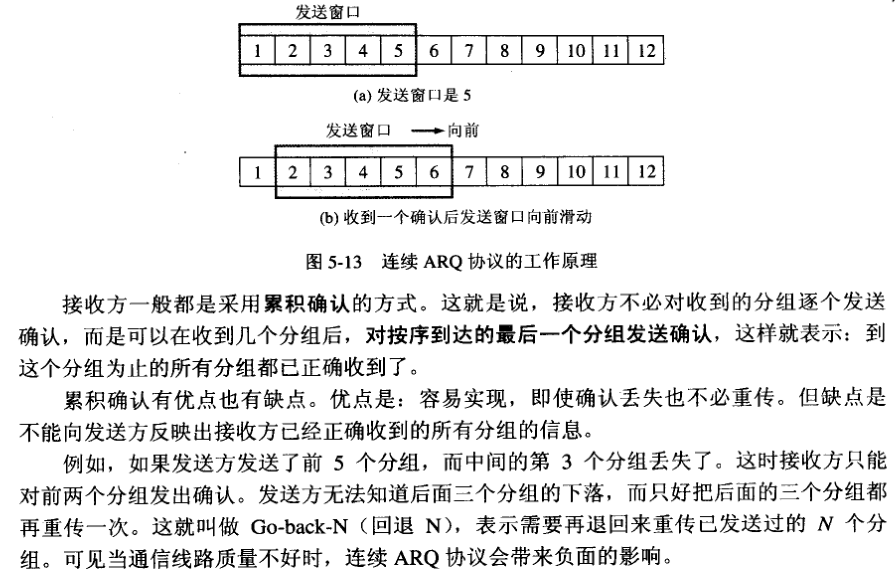 发送窗口
1 2 3 4 5 6 7 8 9 10 11 12
(a) 发送窗口是 5
发送窗口 → 向前
1 2 3 4 5 6 7 8 9 10 11 12
(b) 收到一个确认后发送窗口向前滑动
图 5-13 连续 ARQ 协议的工作原理
接收方一般都是采用累积确认的方式。这就是说，接收方不必对收到的分组逐个发送
确认，而是可以在收到几个分组后，对按序到达的最后一个分组发送确认，这样就表示：到
这个分组为止的所有分组都已正确收到了。
累积确认有优点也有缺点。优点是：容易实现，即使确认丢失也不必重传。但缺点是
不能向发送方反映出接收方已经正确收到的所有分组的信息。
例如，如果发送方发送了前 5 个分组，而中间的第 3 个分组丢失了。这时接收方只能
对前两个分组发出确认。发送方无法知道后面三个分组的下落，而只好把后面的三个分组都
再重传一次。这就叫做 Go-back-N（回退 N），表示需要再退回来重传已发送过的 N 个分
组。可见当通信线路质量不好时，连续 ARQ 协议会带来负面的影响。